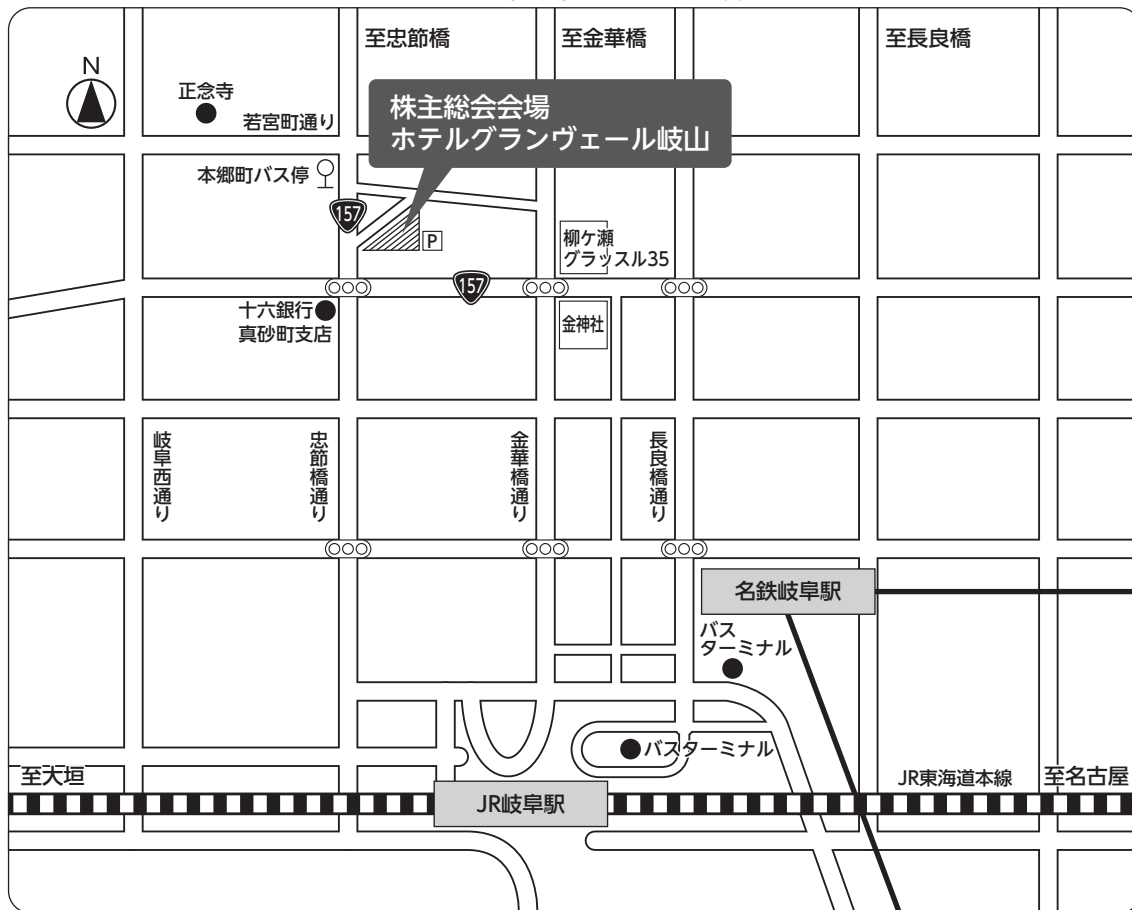 至忠節橋
至金華橋
至長良橋
N
正念寺
若宮町通り
株主総会会場
ホテルグランヴェール岐山
本郷町バス停
157
P
柳ケ瀬
グラッスル35
157
十六銀行
真砂町支店
金神社
岐阜西通り
忠節橋通り
金華橋通り
長良橋通り
名鉄岐阜駅
バス
ターミナル
バスターミナル
至大垣
JR岐阜駅
JR東海道本線
至名古屋